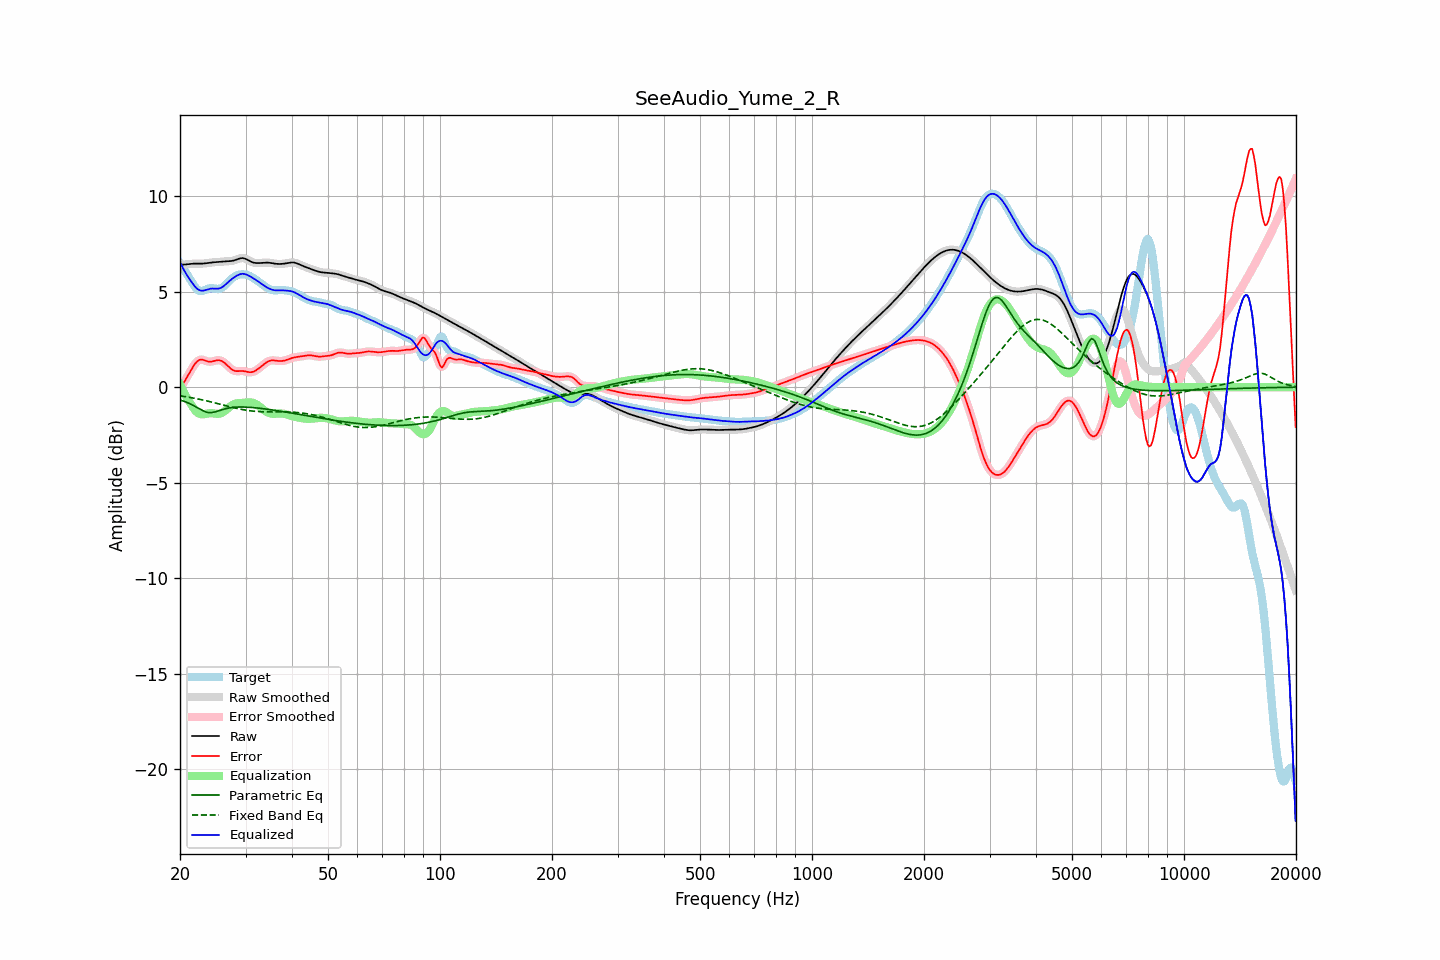 SeeAudio_Yume_2_R
Amplitude (dBr)
10
5
0
−5
−10
−15
−20
Target
Raw Smoothed
Error Smoothed
Raw
Error
Equalization
Parametric Eq
Fixed Band Eq
Equalized
20 50 100 200 500 1000 2000 5000 10000 20000
Frequency (Hz)